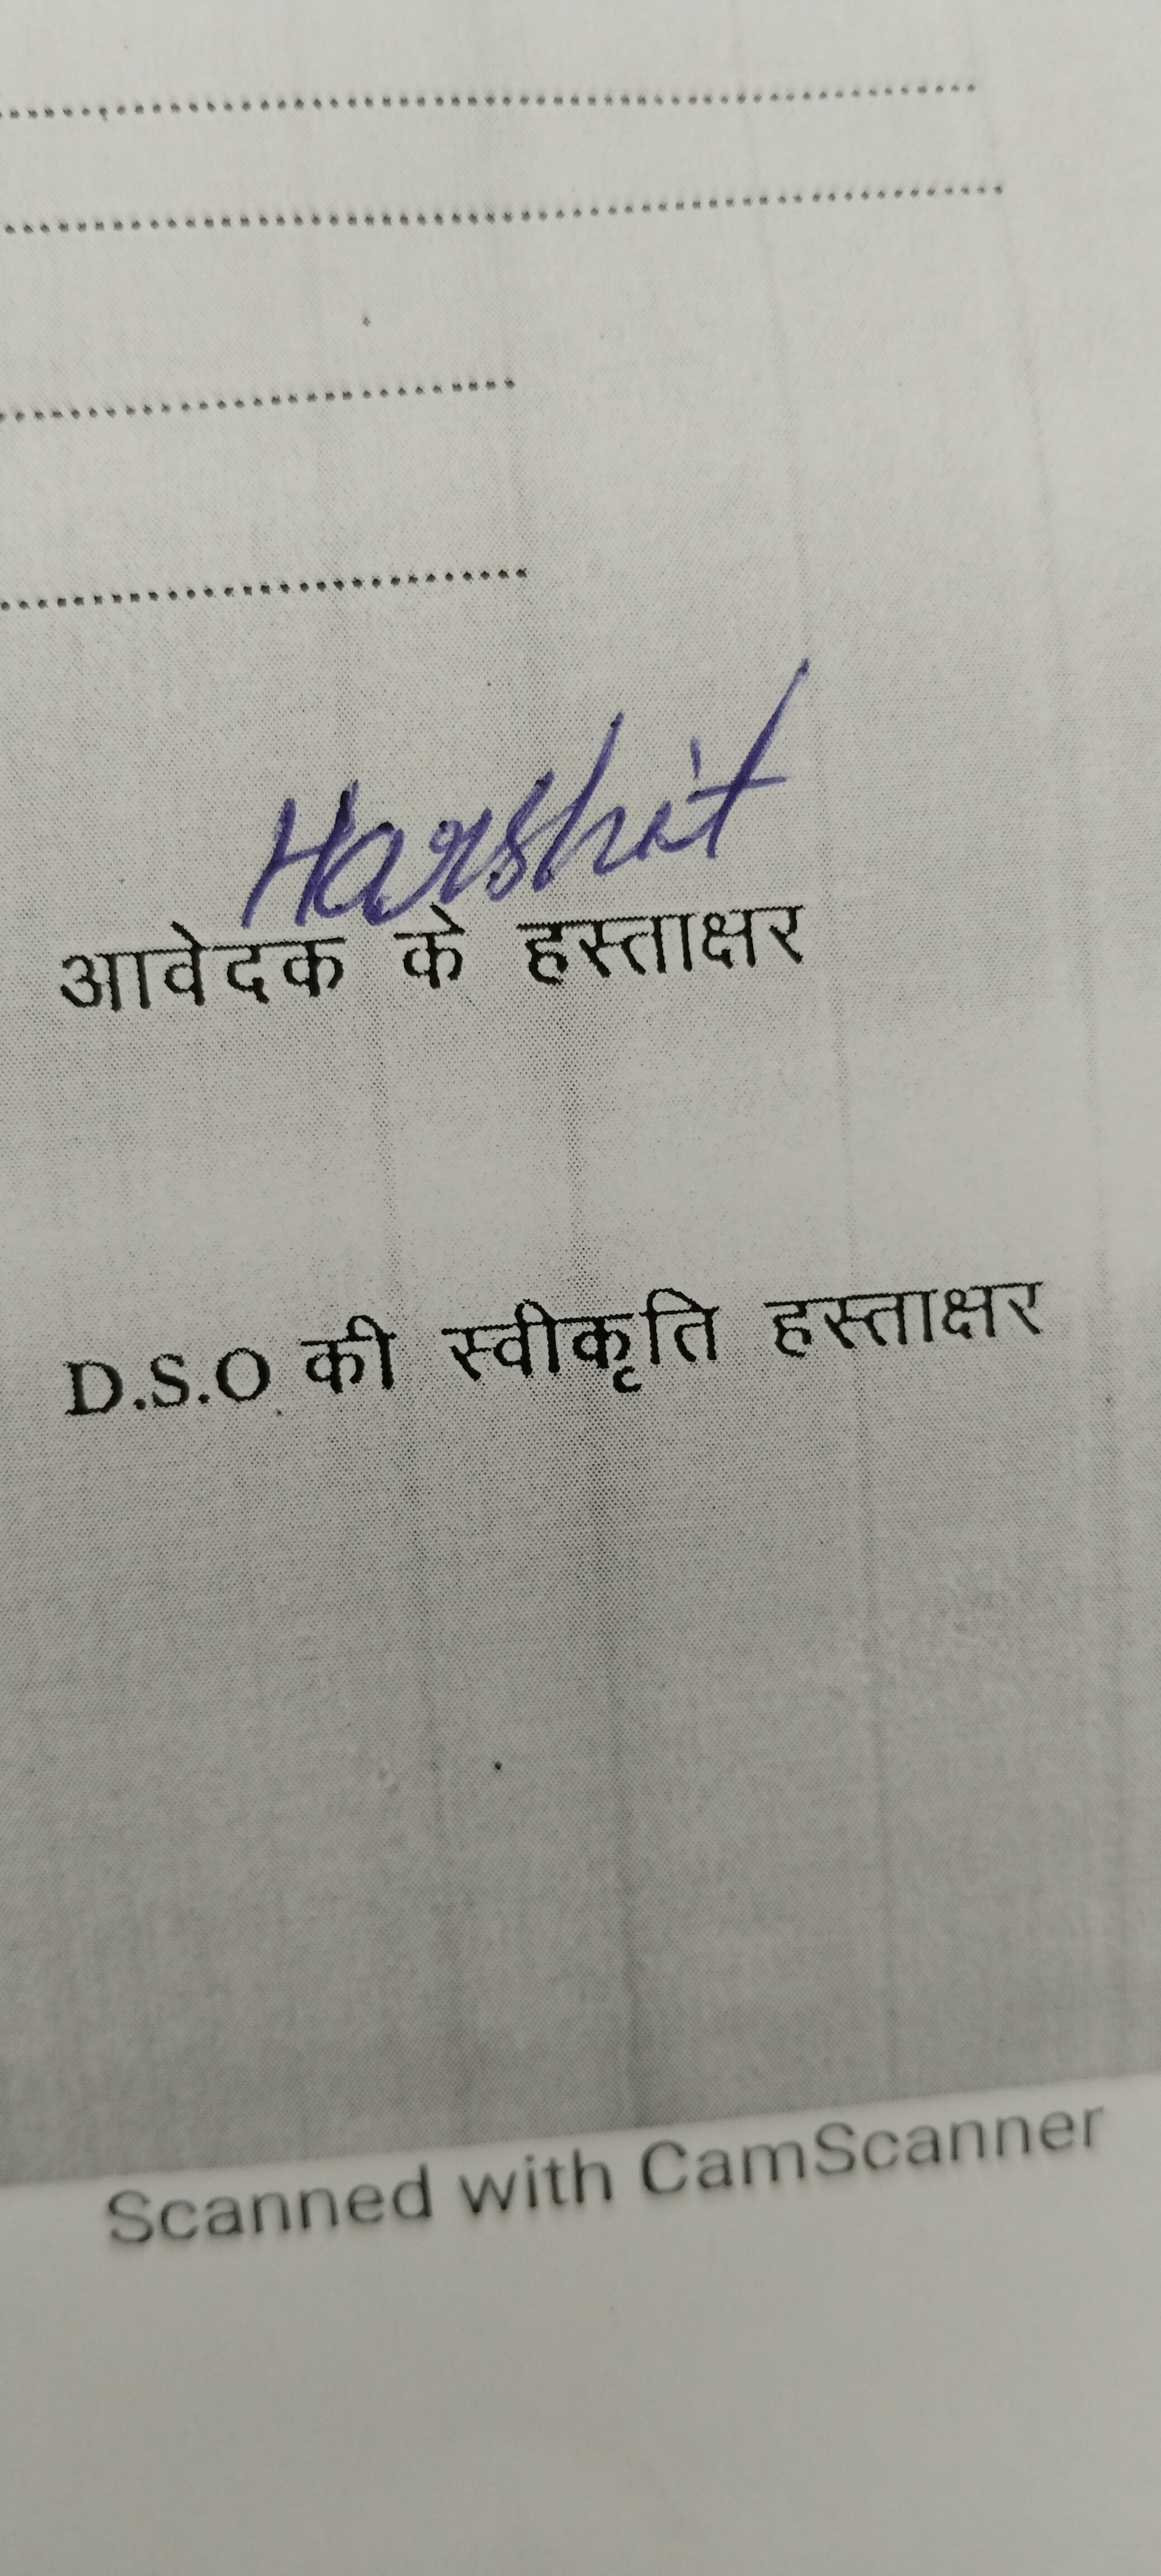 Harshit
आवेदक के हस्ताक्षर
D.S.O की स्वीकृति हस्ताक्षर
Scanned with CamScanner